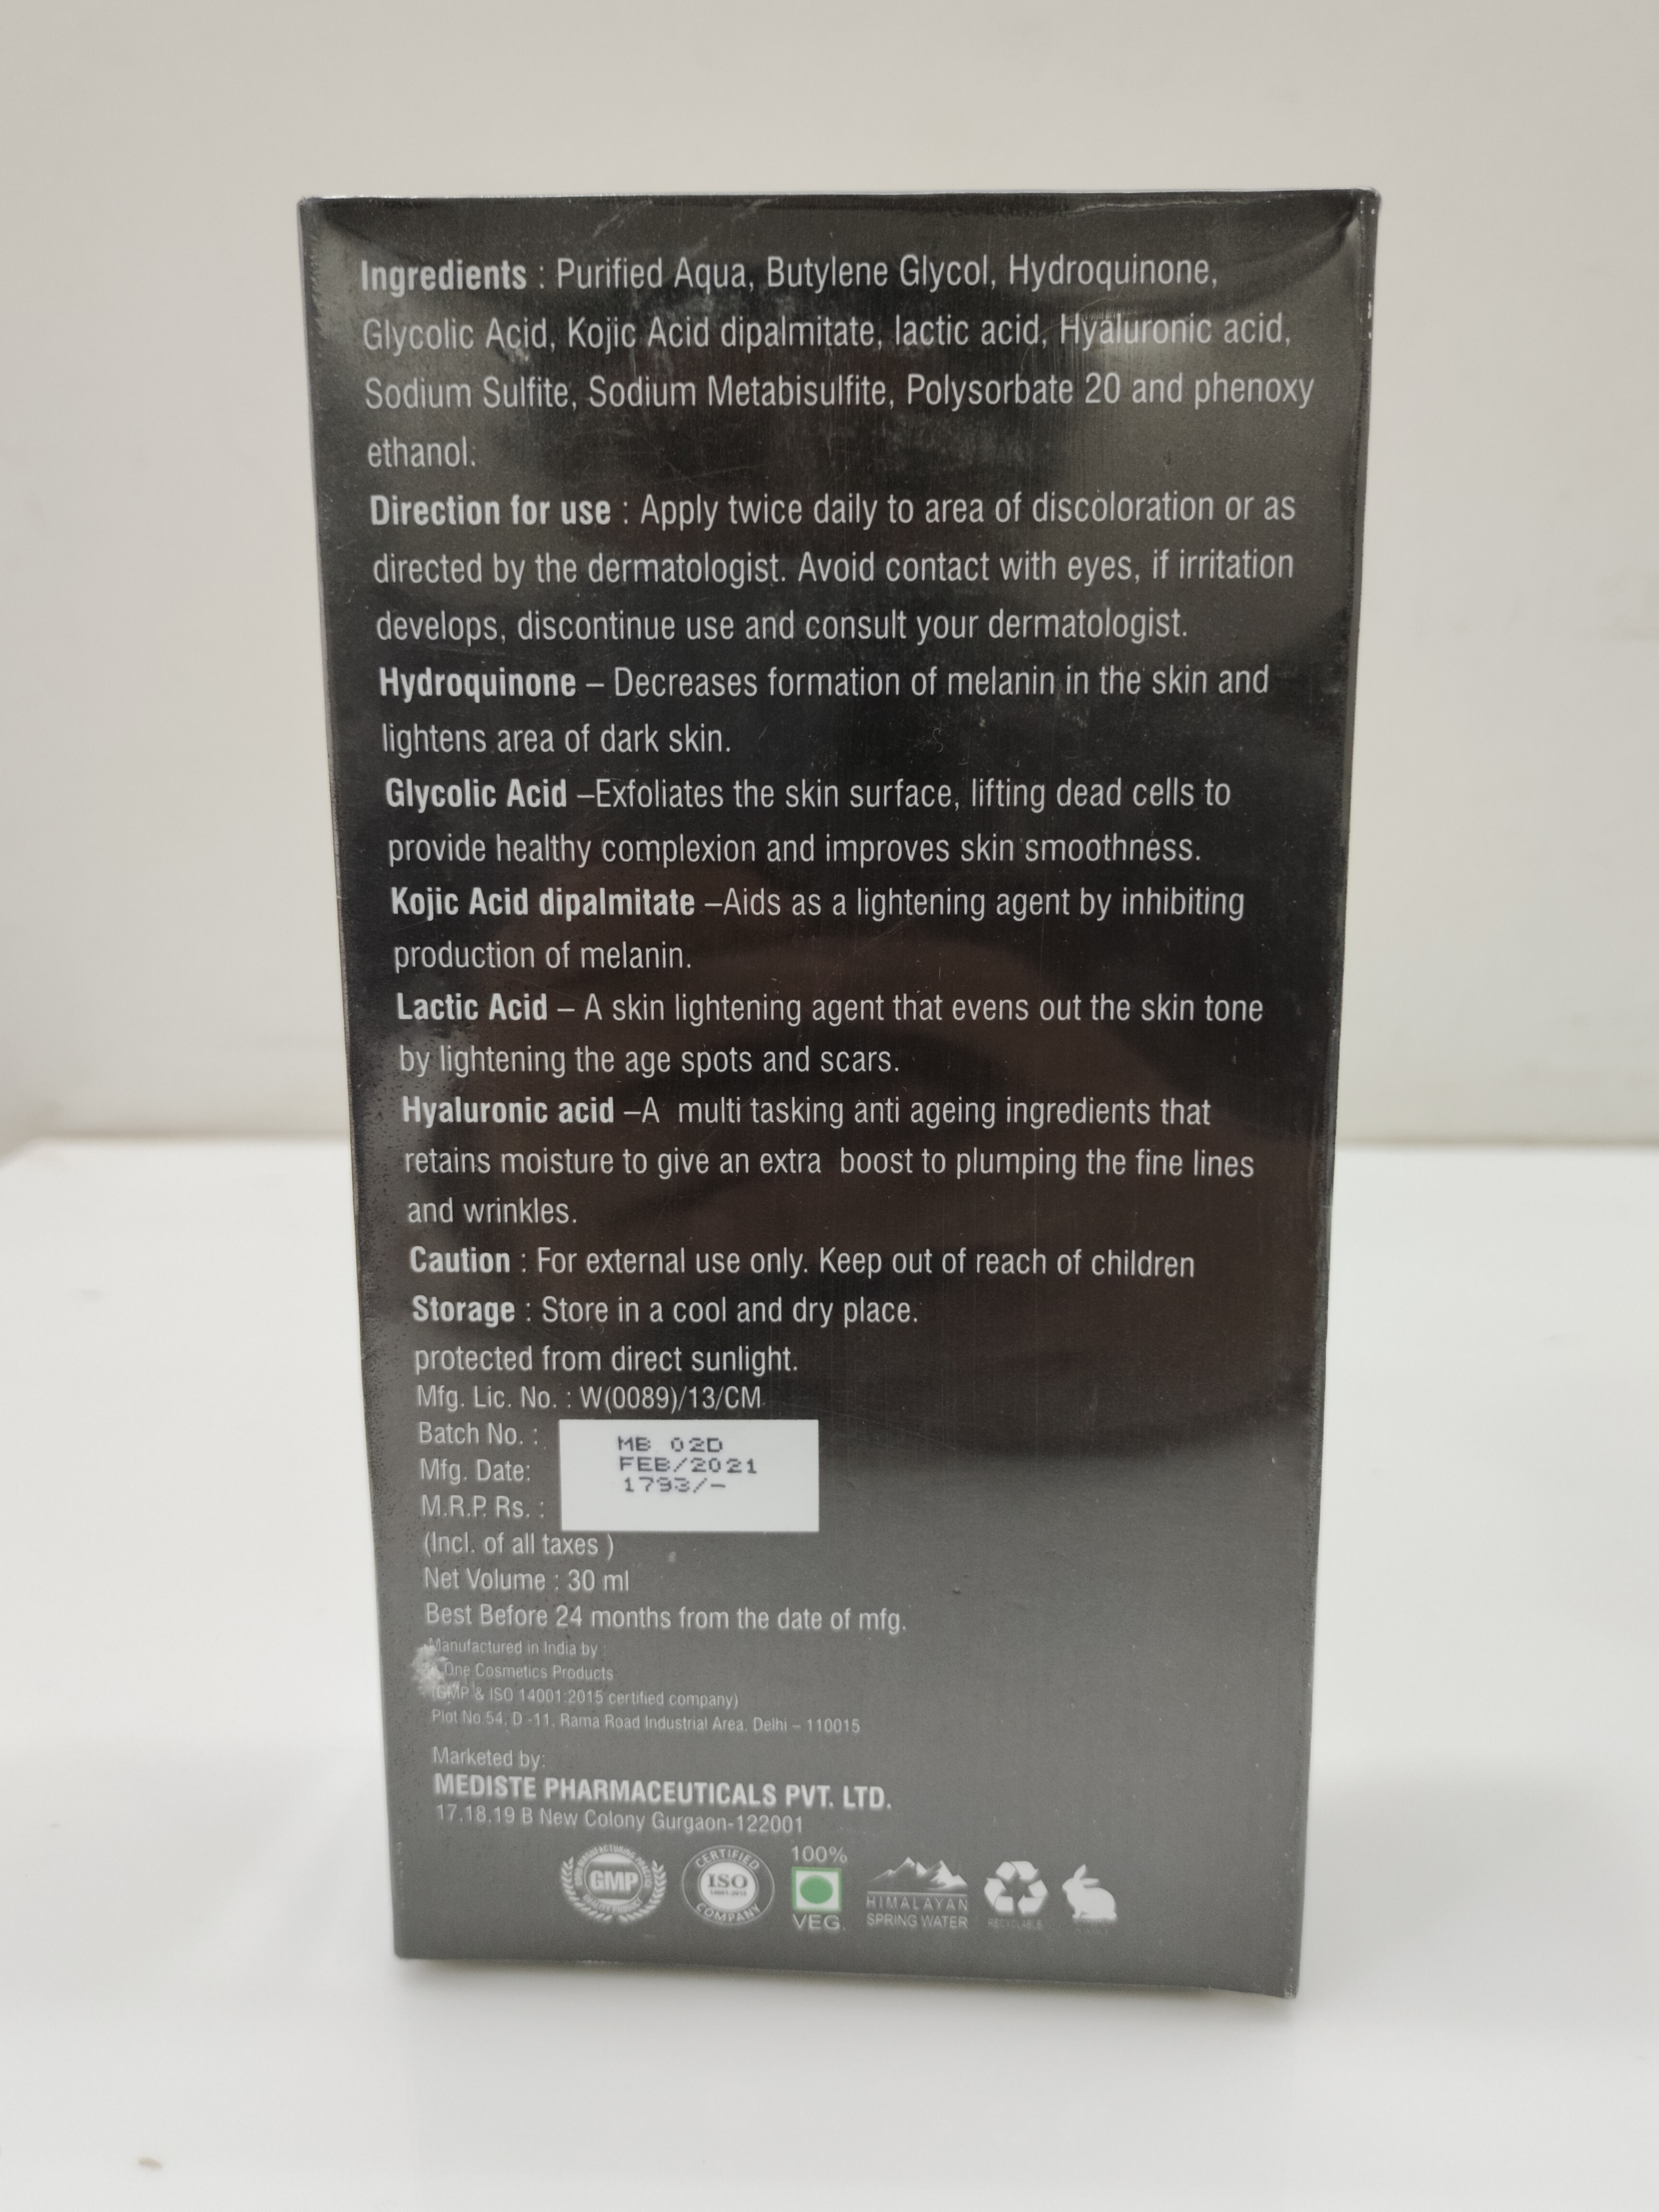 Ingredients : Purified Aqua, Butylene Glycol, Hydroquinone,
Glycolic Acid, Kojic Acid dipalmitate, lactic acid, Hyaluronic acid,
Sodium Sulfite, Sodium Metabisulfite, Polysorbate 20 and phenoxy
ethanol.
Direction for use : Apply twice daily to area of discoloration or as
directed by the dermatologist. Avoid contact with eyes, if irritation
develops, discontinue use and consult your dermatologist.
Hydroquinone – Decreases formation of melanin in the skin and
lightens area of dark skin.
Glycolic Acid –Exfoliates the skin surface, lifting dead cells to
provide healthy complexion and improves skin smoothness.
Kojic Acid dipalmitate –Aids as a lightening agent by inhibiting
production of melanin.
Lactic Acid – A skin lightening agent that evens out the skin tone
by lightening the age spots and scars.
Hyaluronic acid –A multi tasking anti ageing ingredients that
retains moisture to give an extra boost to plumping the fine lines
and wrinkles.
Caution : For external use only. Keep out of reach of children
Storage : Store in a cool and dry place.
protected from direct sunlight.
Mfg. Lic. No. : W(0089)/13/CM
Batch No. : MB 02D
Mfg. Date: FEB/2021
M.R.P. Rs. : 1793/-
(Incl. of all taxes )
Net Volume : 30 ml
Best Before 24 months from the date of mfg.
Manufactured in India by :
One Cosmetics Products
(GMP & ISO 14001:2015 certified company)
Plot No.54, D -11, Rama Road Industrial Area, Delhi – 110015
Marketed by:
MEDISTE PHARMACEUTICALS PVT. LTD.
17.18.19 B New Colony Gurgaon-122001
GMP
CERTIFIED
ISO
COMPANY
100%
VEG.
HIMALAYAN
SPRING WATER
RECYCLABLE